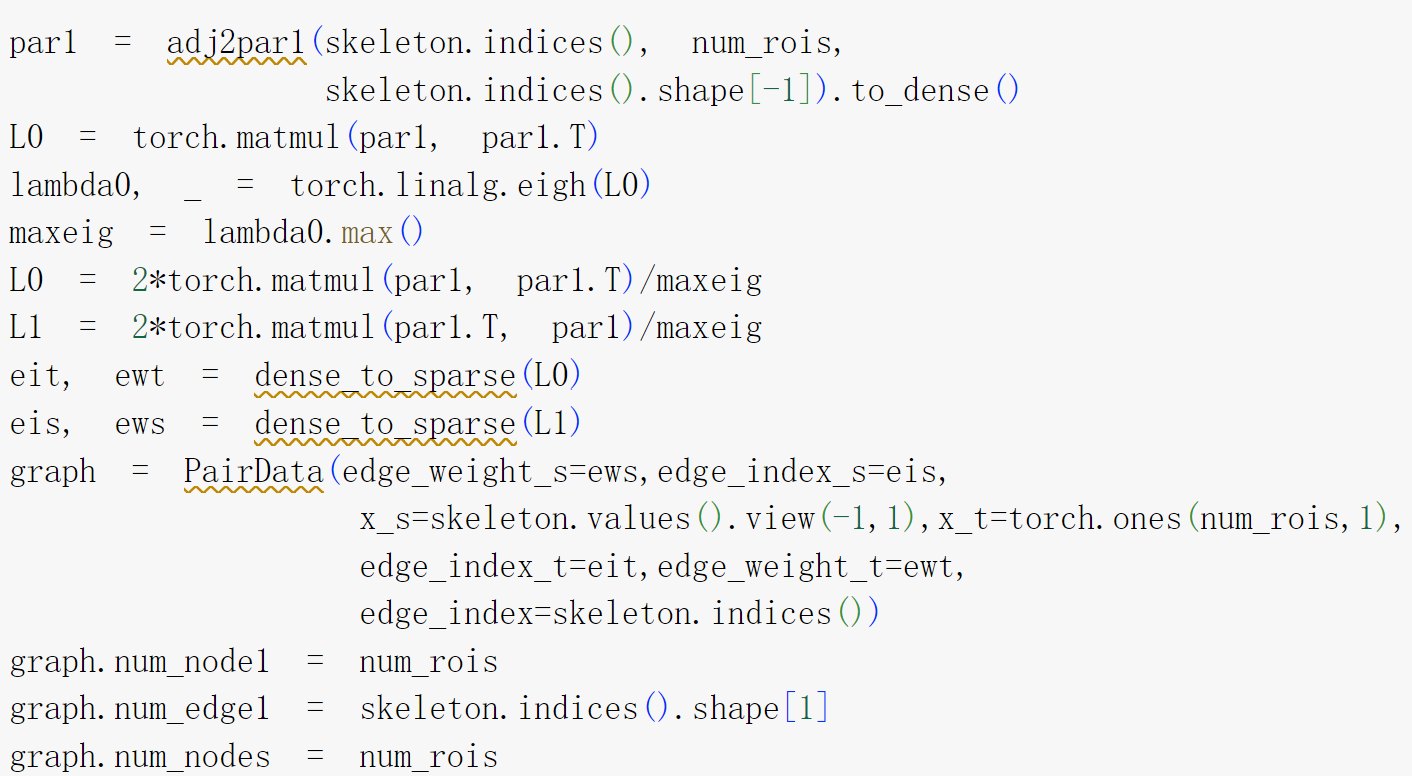 par1 = adj2par1(skeleton.indices(), num_rois,
skeleton.indices().shape[-1]).to_dense()
L0 = torch.matmul(par1, par1.T)
lambda0, _ = torch.linalg.eigh(L0)
maxeig = lambda0.max()
L0 = 2*torch.matmul(par1, par1.T)/maxeig
L1 = 2*torch.matmul(par1.T, par1)/maxeig
eit, ewt = dense_to_sparse(L0)
eis, ews = dense_to_sparse(L1)
graph = PairData(edge_weight_s=ews,edge_index_s=eis,
x_s=skeleton.values().view(-1,1),x_t=torch.ones(num_rois,1),
edge_index_t=eit,edge_weight_t=ewt,
edge_index=skeleton.indices())
graph.num_node1 = num_rois
graph.num_edge1 = skeleton.indices().shape[1]
graph.num_nodes = num_rois